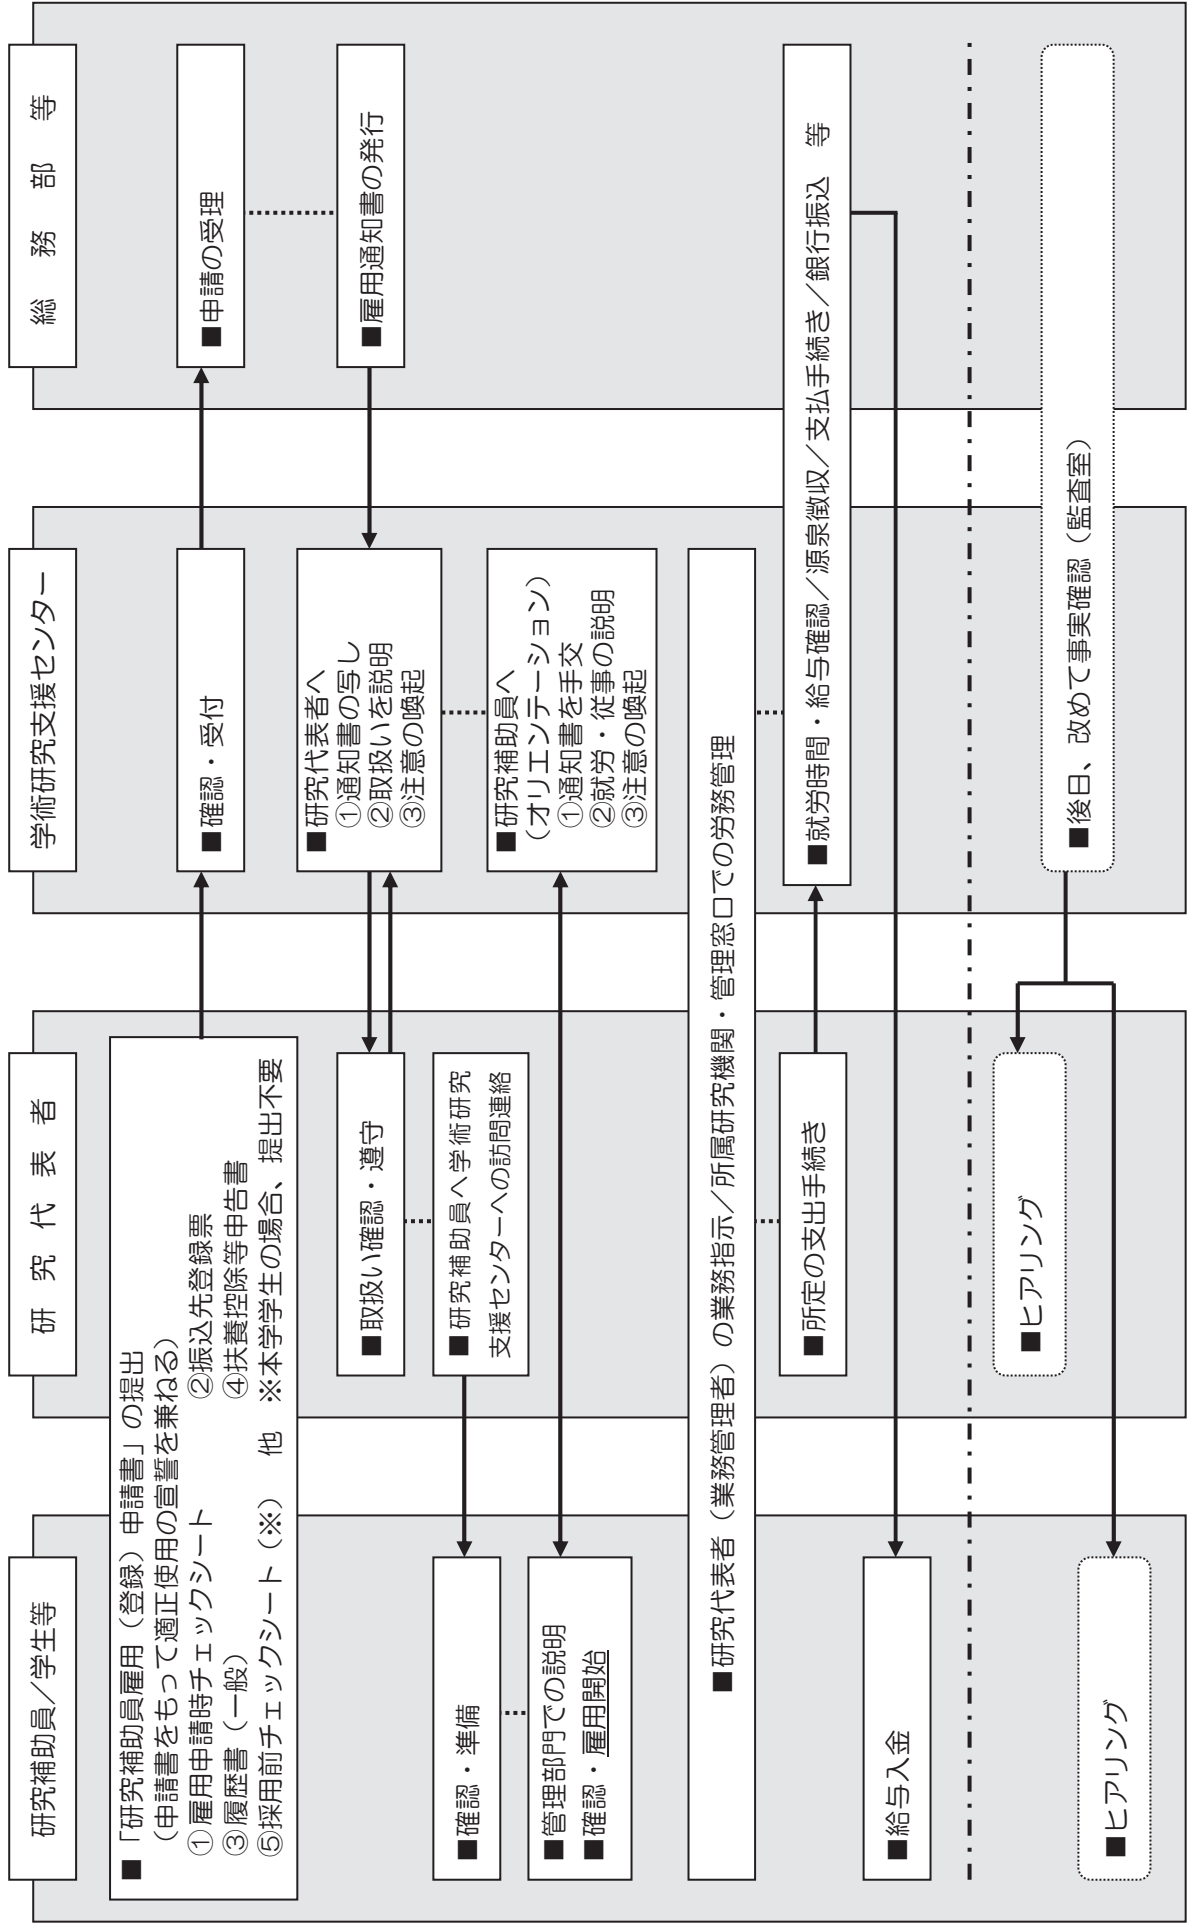 研究補助員／学生等
研究代表者
学術研究支援センター
総務部等
■「研究補助員雇用（登録）申請書」の提出
（申請書をもって適正使用の宣誓を兼ねる）
①雇用申請時チェックシート　②振込先登録票
③履歴書（一般）　④扶養控除等申告書
⑤採用前チェックシート（※）　他　※本学学生の場合、提出不要
■確認・受付
■申請の受理
■雇用通知書の発行
■研究代表者へ
①通知書の写し
②取扱いを説明
③注意の喚起
■取扱い確認・遵守
■研究補助員へ学術研究
支援センターへの訪問連絡
■確認・準備
■研究補助員へ
（オリエンテーション）
①通知書を手交
②就労・従事の説明
③注意の喚起
■管理部門での説明
■確認・雇用開始
■研究代表者（業務管理者）の業務指示／所属研究機関・管理窓口での労務管理
■所定の支出手続き
■就労時間・給与確認／源泉徴収／支払手続き／銀行振込　等
■給与入金
■後日、改めて事実確認（監査室）
■ヒアリング
■ヒアリング